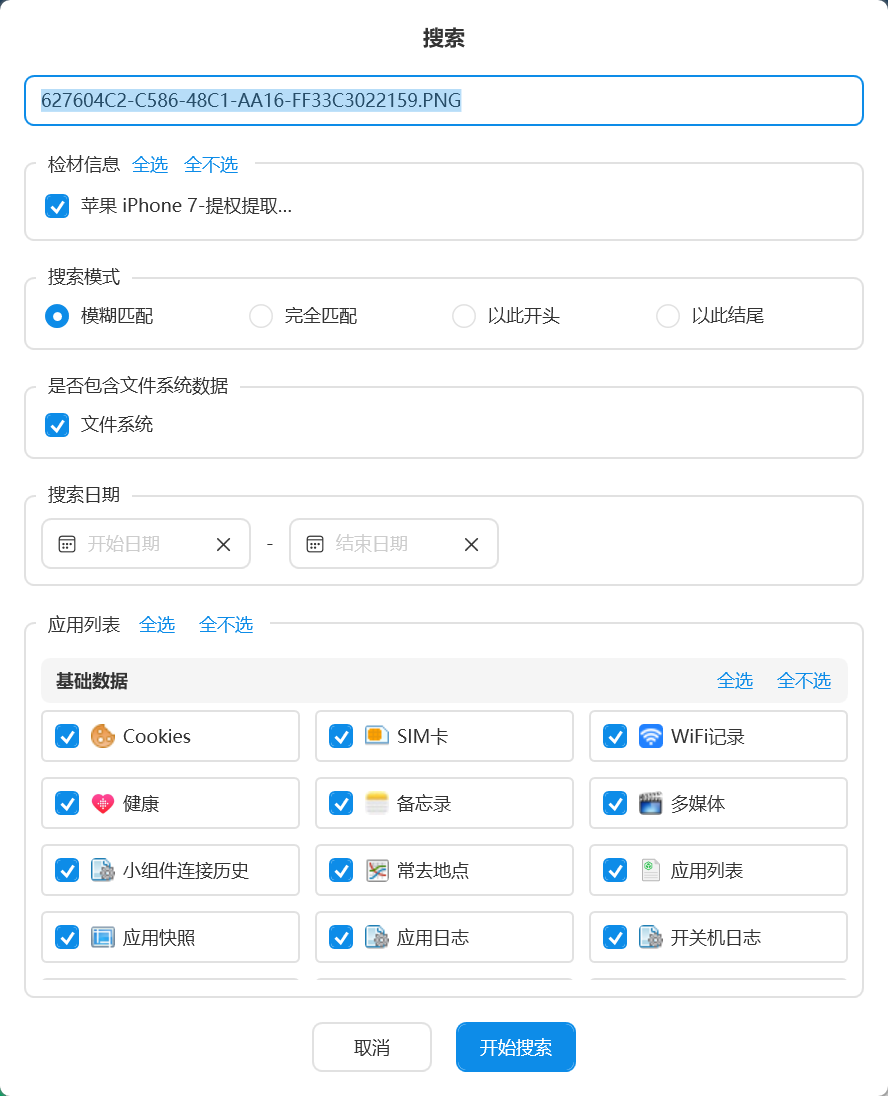 搜索
627604C2-C586-48C1-AA16-FF33C3022159.PNG
检材信息 全选 全不选
苹果 iPhone 7-提权提取...
搜索模式
模糊匹配 完全匹配 以此开头 以此结尾
是否包含文件系统数据
文件系统
搜索日期
开始日期 - 结束日期
应用列表 全选 全不选
基础数据 全选 全不选
Cookies SIM卡 WiFi记录
健康 备忘录 多媒体
小组件连接历史 常去地点 应用列表
应用快照 应用日志 开关机日志
取消 开始搜索